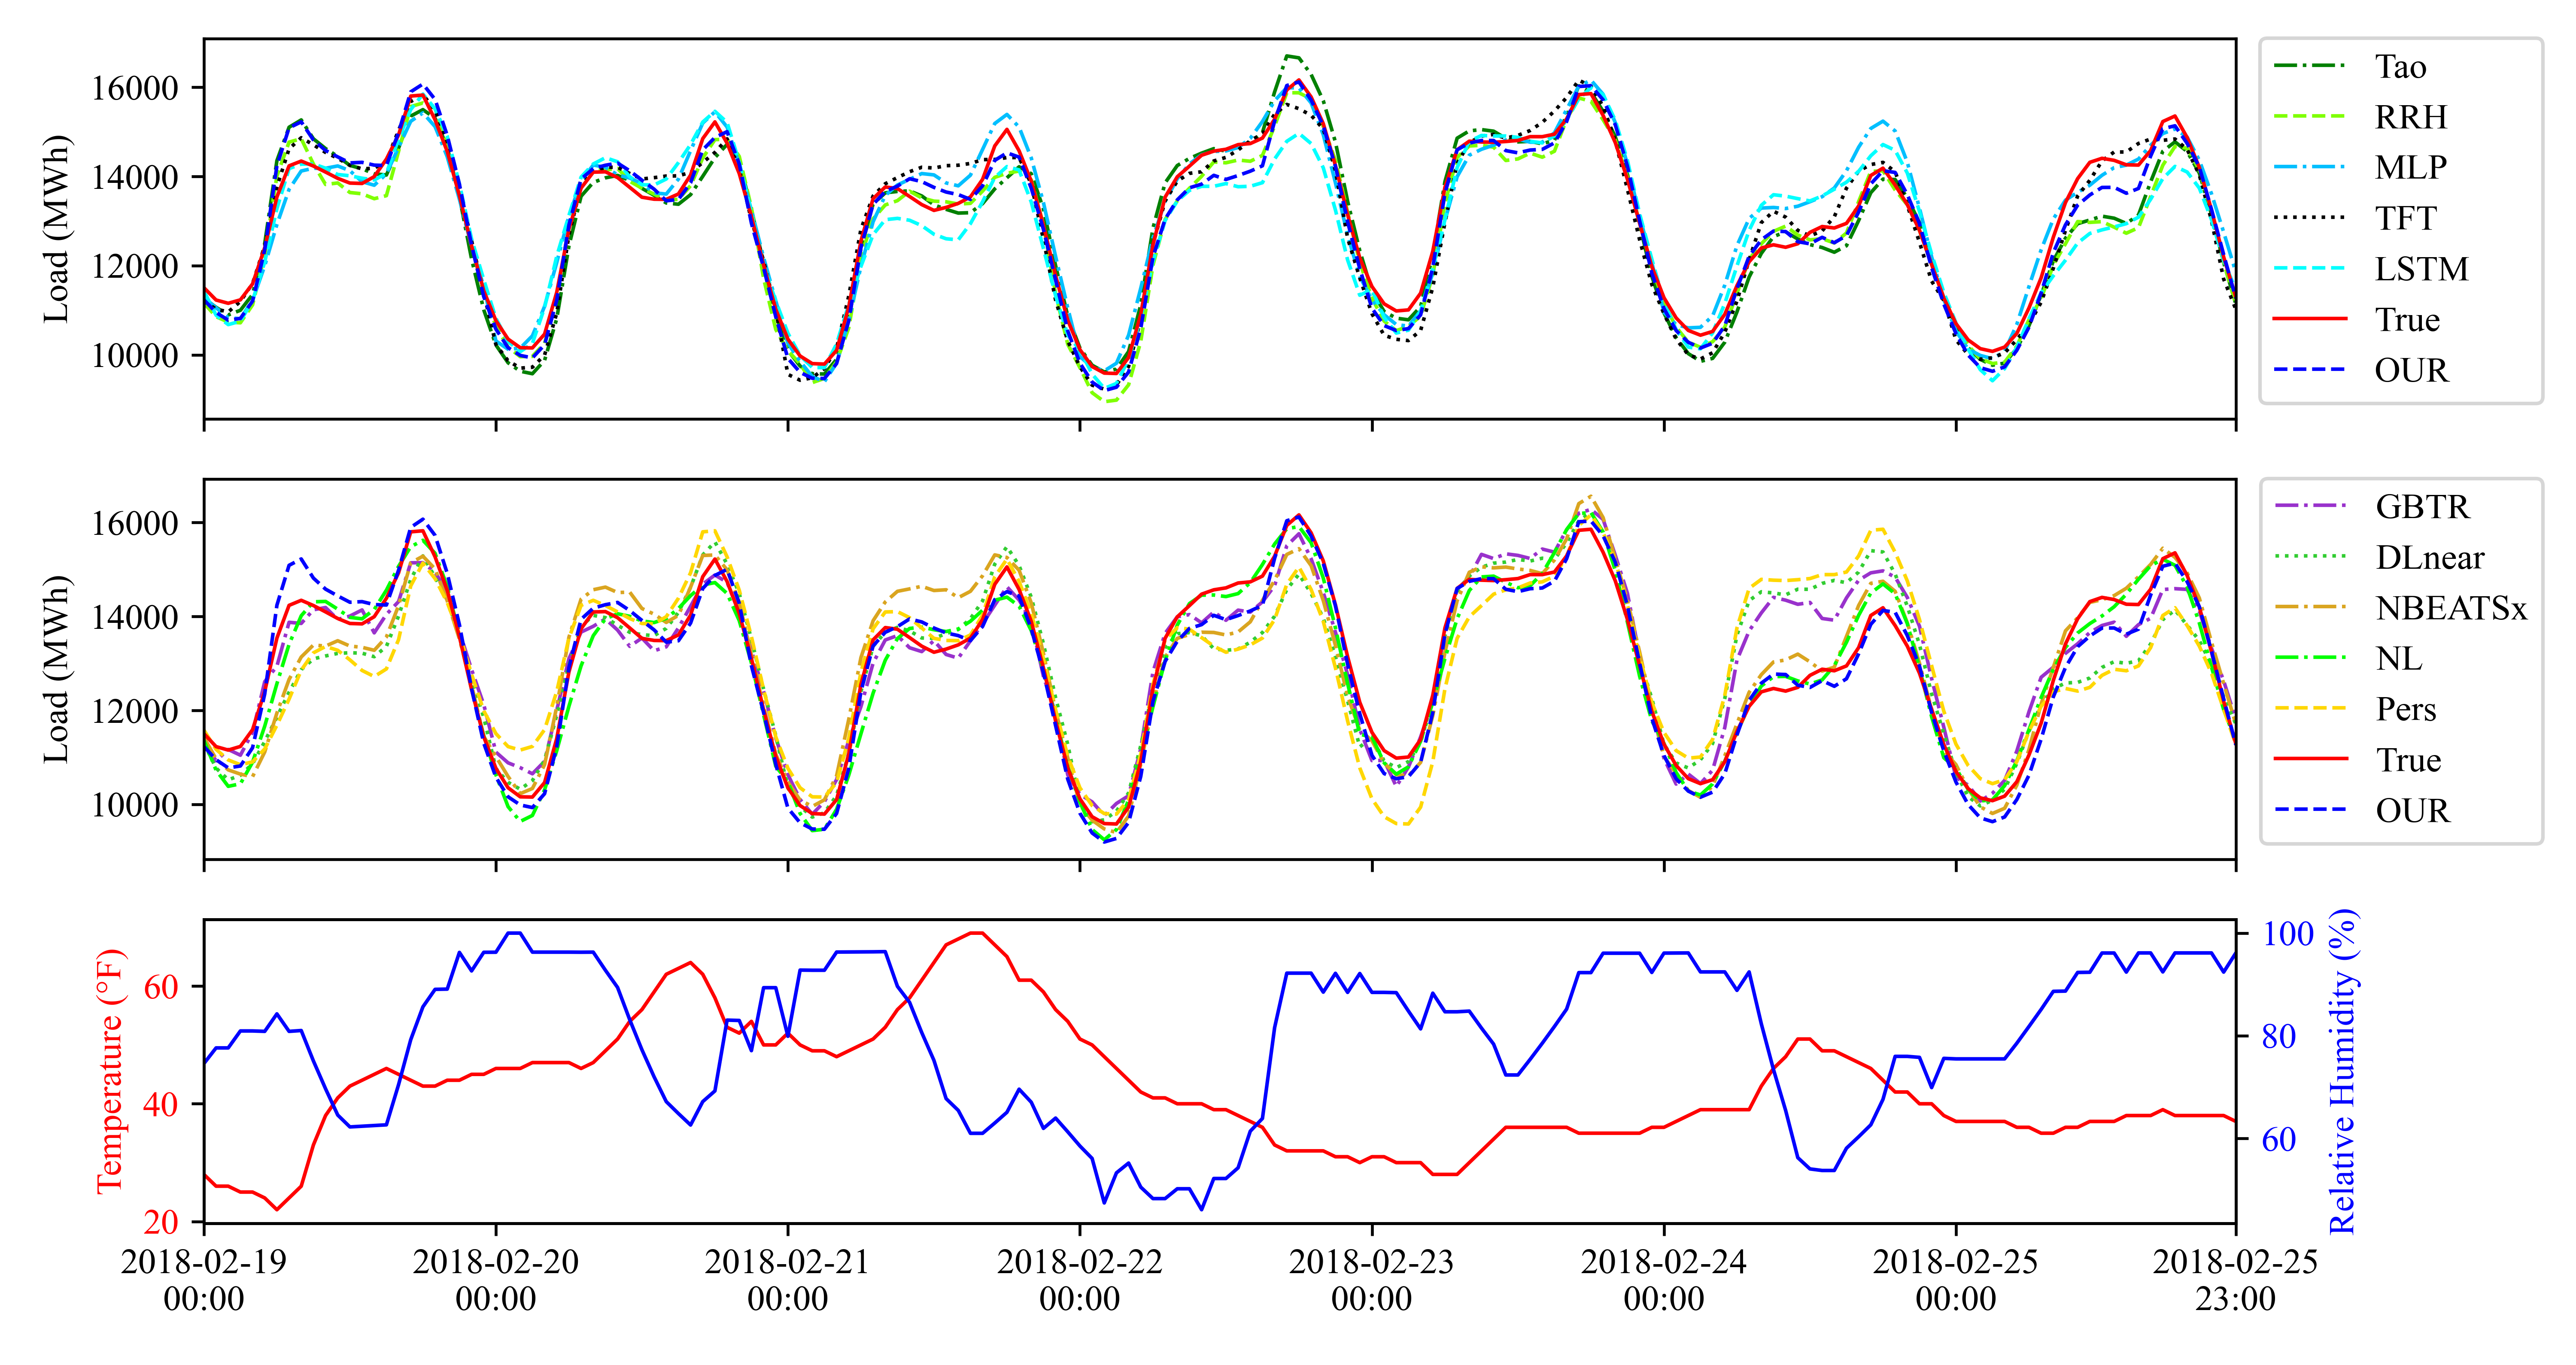 Load (MWh)
16000
14000
12000
10000
Tao
RRH
MLP
TFT
LSTM
True
OUR
Load (MWh)
16000
14000
12000
10000
GBTR
DLnear
NBEATSx
NL
Pers
True
OUR
Temperature (°F)
60
40
20
100
80
60
Relative Humidity (%)
2018-02-19 2018-02-20 2018-02-21 2018-02-22 2018-02-23 2018-02-24 2018-02-25 2018-02-25
00:00 00:00 00:00 00:00 00:00 00:00 00:00 23:00